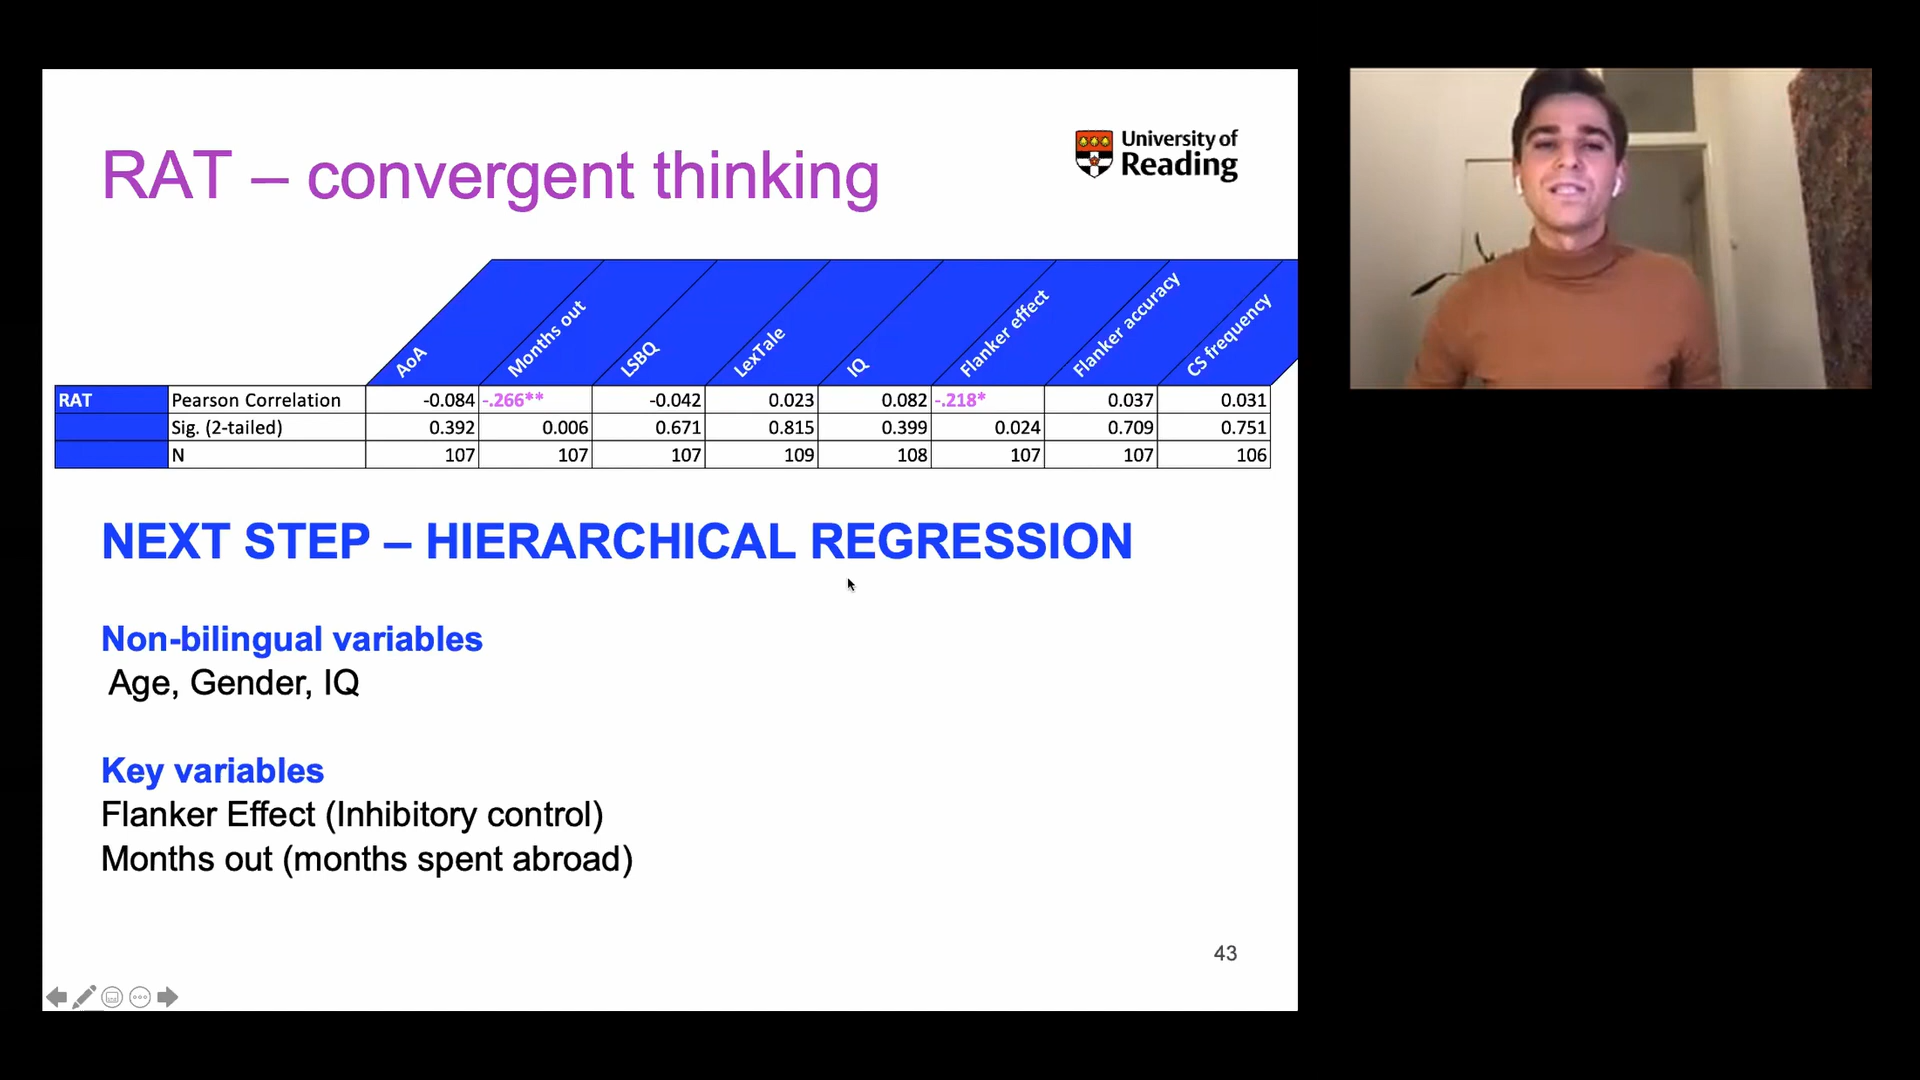 RAT – convergent thinking
University of
Reading
AoA
Months out
LSBQ
LexTale
IQ
Flanker effect
Flanker accuracy
CS frequency
RAT Pearson Correlation -0.084 -.266** -0.042 0.023 0.082 -.218* 0.037 0.031
Sig. (2-tailed) 0.392 0.006 0.671 0.815 0.399 0.024 0.709 0.751
N 107 107 107 109 108 107 107 106
NEXT STEP – HIERARCHICAL REGRESSION
Non-bilingual variables
Age, Gender, IQ
Key variables
Flanker Effect (Inhibitory control)
Months out (months spent abroad)
43